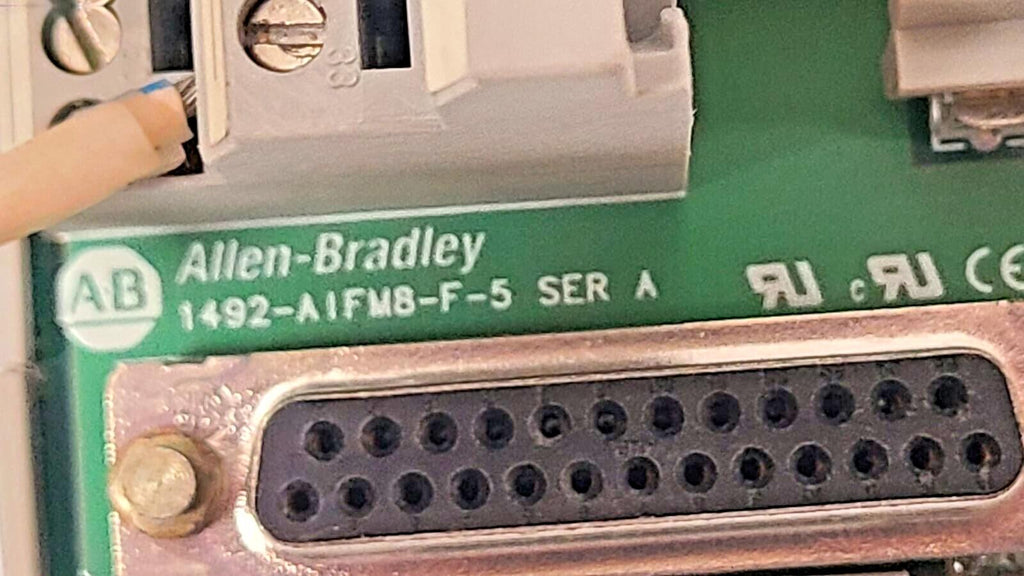 33
AB
Allen-Bradley
1492-AIFM8-F-5 SER A
c
CE